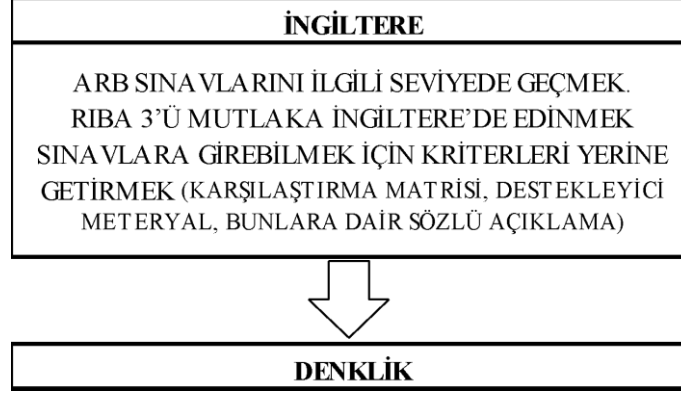 İNGİLTERE
ARB SINAVLARINI İLGİLİ SEVİYEDE GEÇMEK.
RIBA 3'Ü MUTLAKA İNGİLTERE'DE EDİNMEK
SINAVLARA GİREBİLMEK İÇİN KRİTERLERİ YERİNE
GETİRMEK (KARŞILAŞTIRMA MATRİSİ, DESTEKLEYİCİ
METERYAL, BUNLARA DAİR SÖZLÜ AÇIKLAMA)
DENKLİK